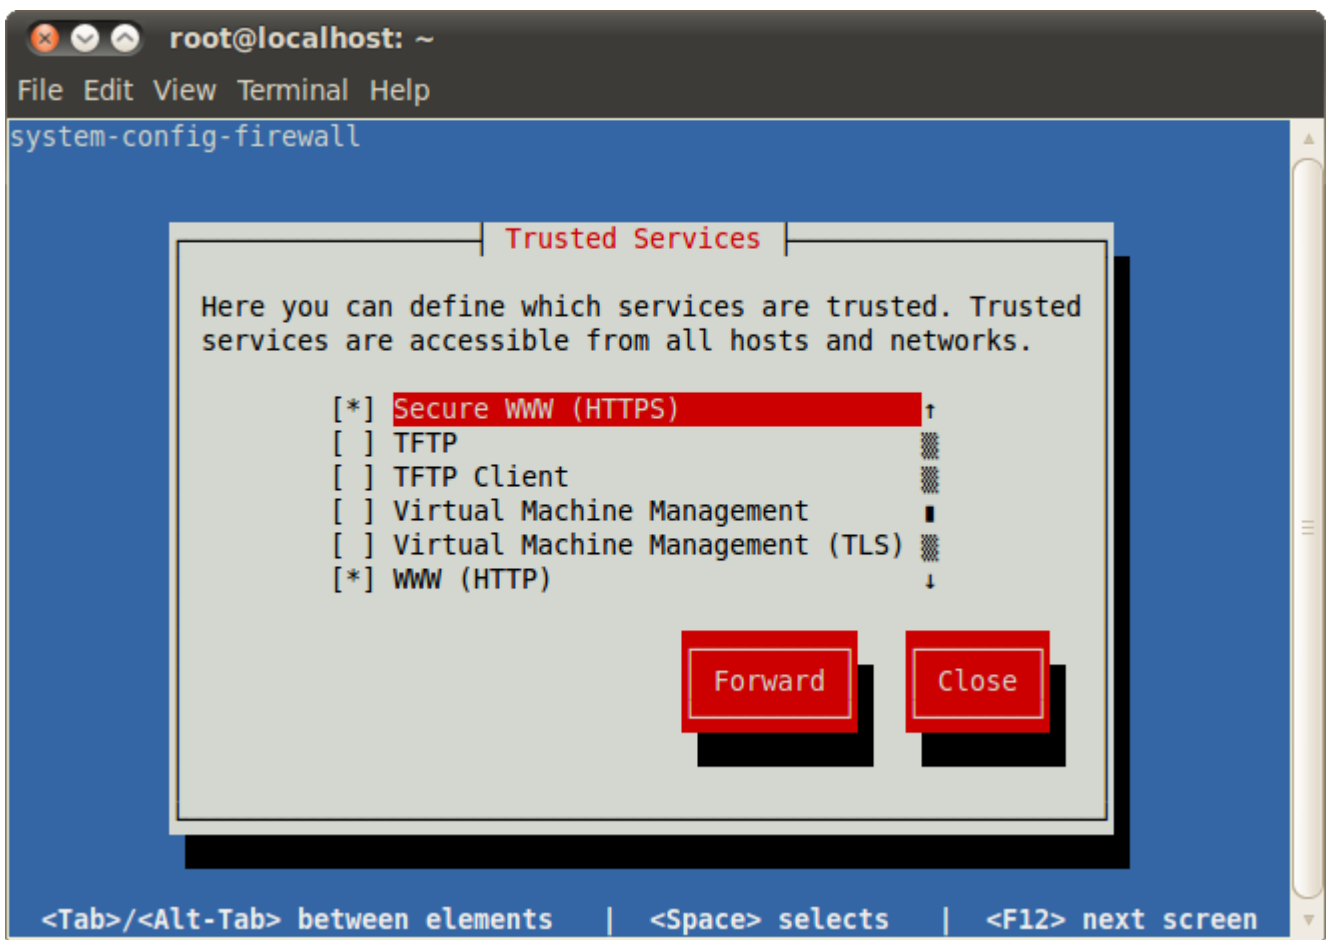 root@localhost: ~
File Edit View Terminal Help
system-config-firewall
Trusted Services
Here you can define which services are trusted. Trusted
services are accessible from all hosts and networks.
[*] Secure WWW (HTTPS) ↑
[ ] TFTP
[ ] TFTP Client
[ ] Virtual Machine Management
[ ] Virtual Machine Management (TLS)
[*] WWW (HTTP) ↓
Forward Close
<Tab>/<Alt-Tab> between elements | <Space> selects | <F12> next screen